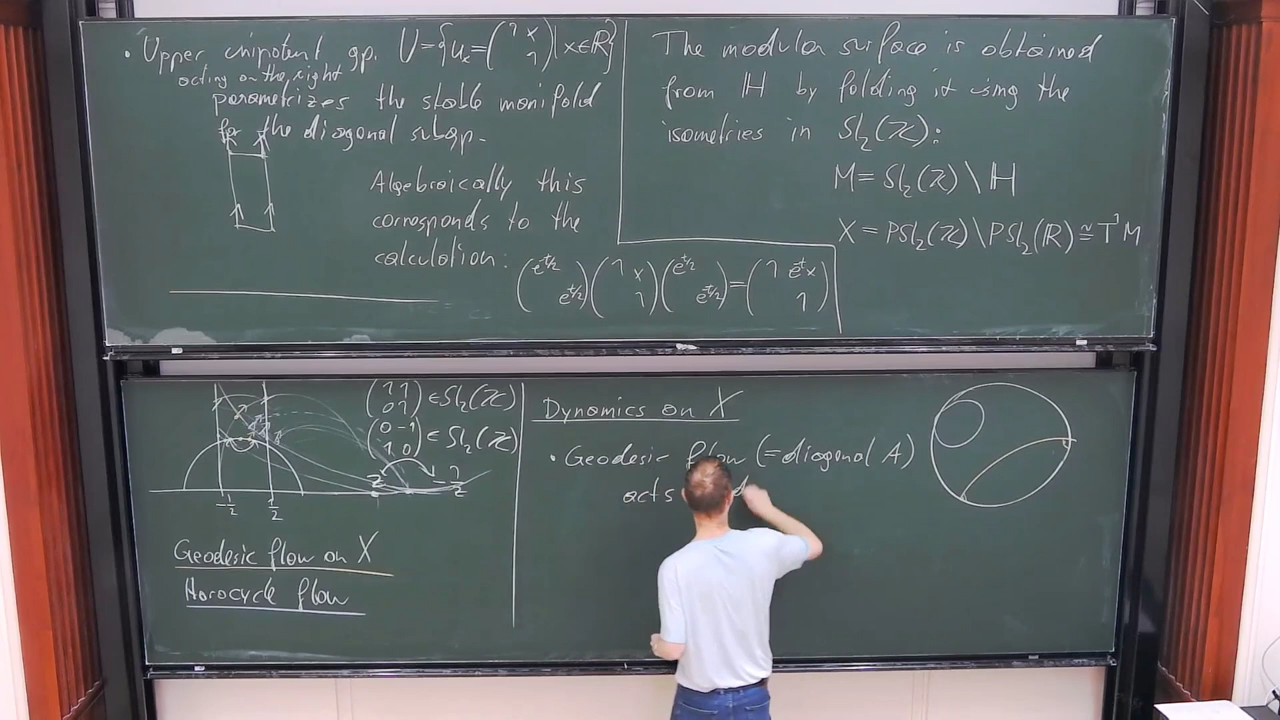 • Upper unipotent gp. U={u_x=(1 x; 1)|x∈ℝ}
acting on the right
parametrizes the stable manifold
for the diagonal subgp.
Algebraically this
corresponds to the
calculation:
(e^{-t/2} ; e^{t/2})(1 x; 1)(e^{t/2} ; e^{-t/2})=(1 e^{-t}x; 1)
The modular surface is obtained
from ℍ by folding it using the
isometries in Sl₂(ℤ):
M=Sl₂(ℤ)\ℍ
X=PSl₂(ℤ)\PSl₂(ℝ)≅T¹M
(1 1; 0 1)∈Sl₂(ℤ)
(0 -1; 1 0)∈Sl₂(ℤ)
z -1/z
-1/2 1/2
Geodesic flow on X
Horocycle flow
Dynamics on X
• Geodesic flow (=diagonal A)
acts